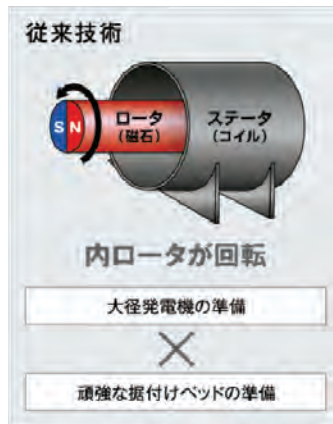 従来技術
S N
ロータ
(磁石)
ステータ
(コイル)
内ロータが回転
大径発電機の準備
×
頑強な据付けベッドの準備